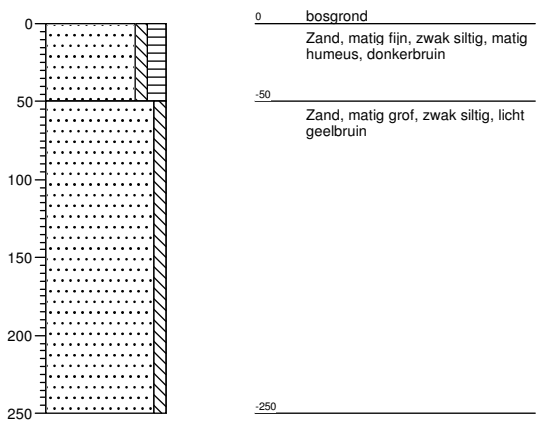 0
50
100
150
200
250
0 bosgrond
Zand, matig fijn, zwak siltig, matig
humeus, donkerbruin
-50
Zand, matig grof, zwak siltig, licht
geelbruin
-250